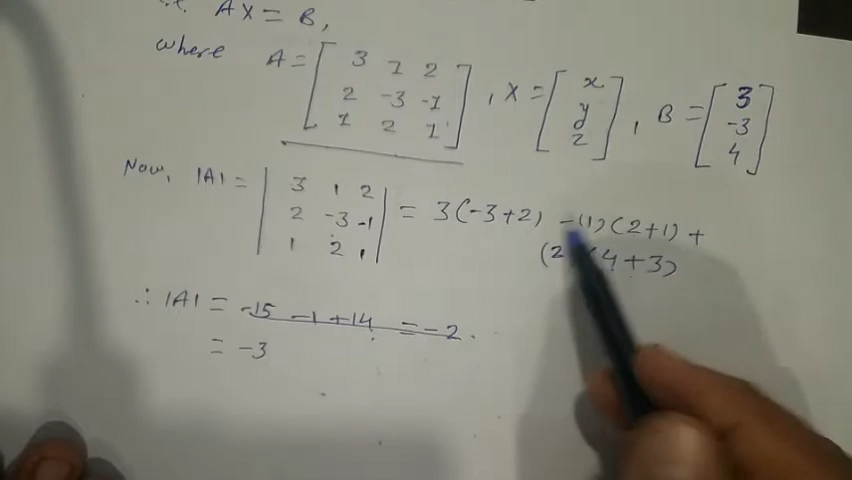 AX = B,
where A = [3 1 2 2 -3 -1 1 2 1], X = [x y z], B = [3 -3 4]
Now, |A| = |3 1 2 2 -3 -1 1 2 1| = 3(-3+2) -(1)(2+1) +
(2 (4+3)
∴ |A| = -15 -1 +14 = -2.
= -3